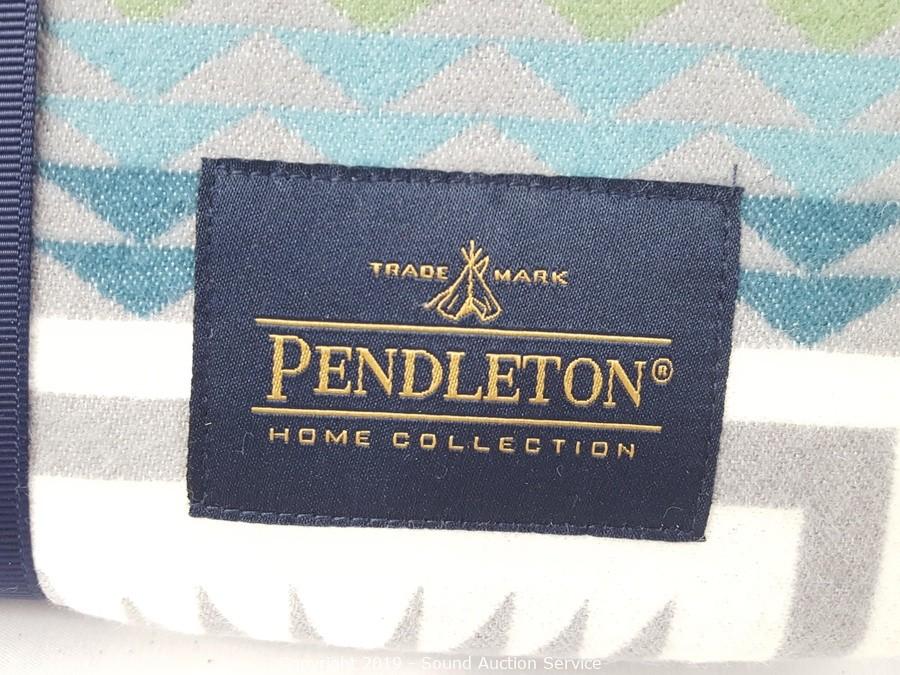 TRADE MARK
PENDLETON®
HOME COLLECTION
Copyright 2019 - Sound Auction Service